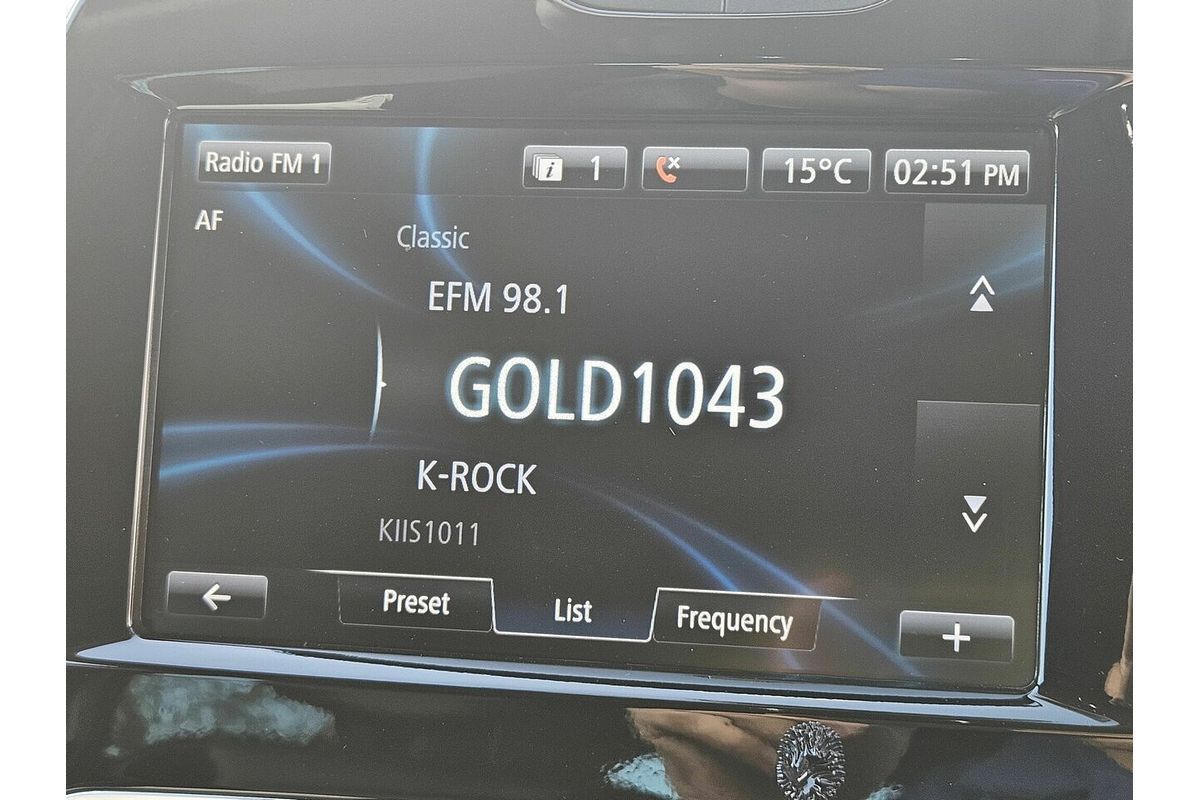 Radio FM 1
i 1
15°C
02:51 PM
AF
Classic
EFM 98.1
GOLD1043
K-ROCK
KIIS1011
Preset
List
Frequency
+